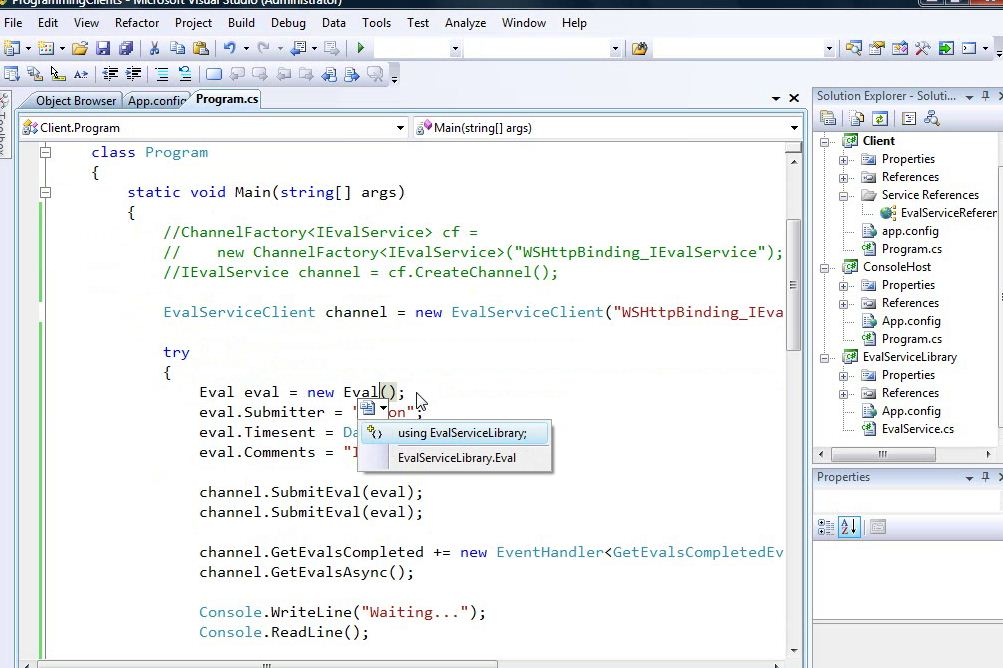 ProgrammingClients - Microsoft Visual Studio (Administrator)
File Edit View Refactor Project Build Debug Data Tools Test Analyze Window Help
Object Browser App.config Program.cs
Client.Program Main(string[] args)
Toolbox
class Program
{
static void Main(string[] args)
{
//ChannelFactory<IEvalService> cf =
// new ChannelFactory<IEvalService>("WSHttpBinding_IEvalService");
//IEvalService channel = cf.CreateChannel();
EvalServiceClient channel = new EvalServiceClient("WSHttpBinding_IEva
try
{
Eval eval = new Eval();
eval.Submitter = " on";
eval.Timesent = Da
eval.Comments = "I
using EvalServiceLibrary;
EvalServiceLibrary.Eval
channel.SubmitEval(eval);
channel.SubmitEval(eval);
channel.GetEvalsCompleted += new EventHandler<GetEvalsCompletedEv
channel.GetEvalsAsync();
Console.WriteLine("Waiting...");
Console.ReadLine();
Solution Explorer - Soluti...
Client
Properties
References
Service References
EvalServiceReferen
app.config
Program.cs
ConsoleHost
Properties
References
App.config
Program.cs
EvalServiceLibrary
Properties
References
App.config
EvalService.cs
Properties